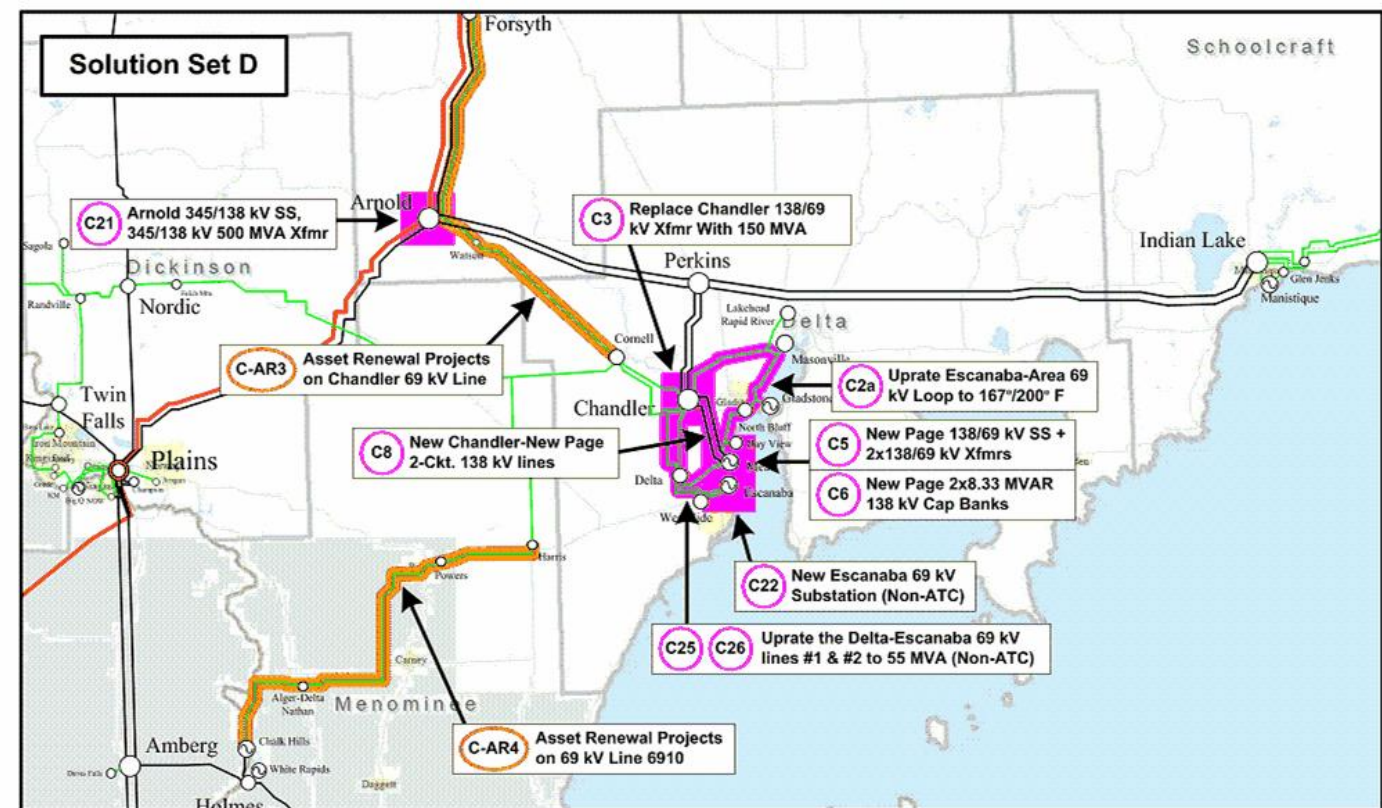 Forsyth
Solution Set D
Schoolcraft
Arnold
C21 Arnold 345/138 kV SS,
345/138 kV 500 MVA Xfmr
C3 Replace Chandler 138/69
kV Xfmr With 150 MVA
Sagola
Watson
Indian Lake
Dickinson
Perkins
Glen Jenks
Manistique
Randville
Nordic
Lakehead
Rapid River
Delta
Cornell
Masonville
C-AR3 Asset Renewal Projects
on Chandler 69 kV Line
C2a Uprate Escanaba-Area 69
kV Loop to 167°/200° F
Twin
Falls
Chandler
Gladstone
North Bluff
Bay View
C8 New Chandler-New Page
2-Ckt. 138 kV lines
C5 New Page 138/69 kV SS +
2x138/69 kV Xfmrs
Plains
Delta
Escanaba
C6 New Page 2x8.33 MVAR
138 kV Cap Banks
Harris
Powers
C22 New Escanaba 69 kV
Substation (Non-ATC)
C25 C26 Uprate the Delta-Escanaba 69 kV
lines #1 & #2 to 55 MVA (Non-ATC)
Carney
Alger-Delta
Nathan
Menominee
C-AR4 Asset Renewal Projects
on 69 kV Line 6910
Amberg
Chalk Hills
White Rapids
Daggett
Holmes